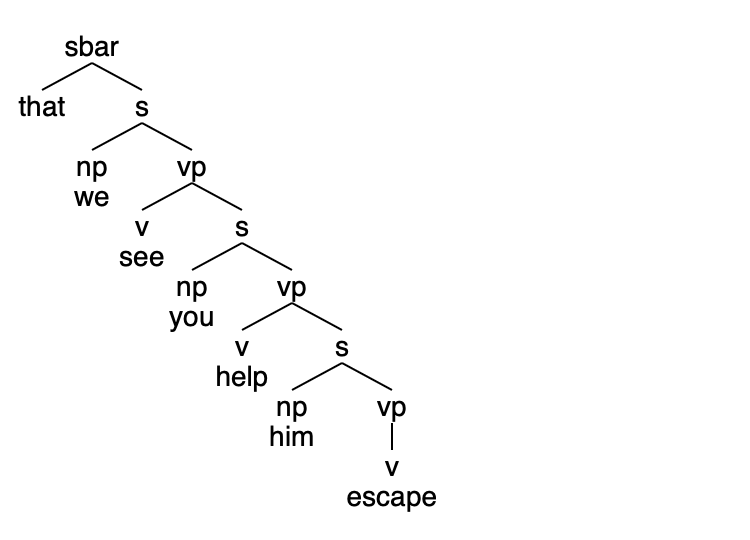 sbar
that s
np vp
we
v s
see
np vp
you
v s
help
np vp
him
v
escape